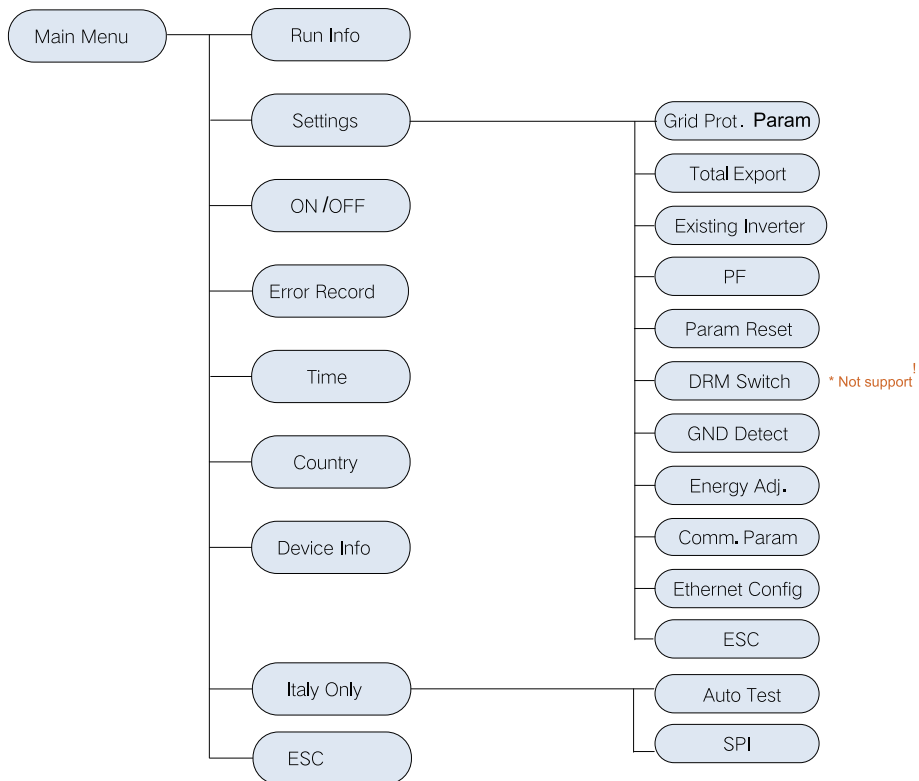 Main Menu
Run Info
Settings
ON /OFF
Error Record
Time
Country
Device Info
Italy Only
ESC
Grid Prot. Param
Total Export
Existing Inverter
PF
Param Reset
DRM Switch
* Not support !
GND Detect
Energy Adj.
Comm. Param
Ethernet Config
ESC
Auto Test
SPI